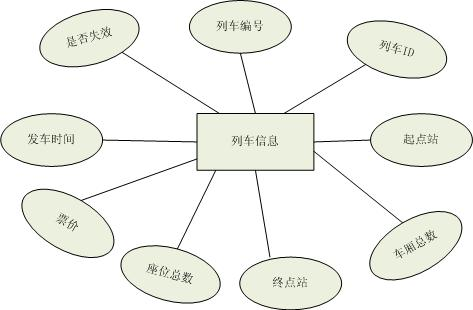 列车编号
是否失效
列车ID
发车时间
列车信息
起点站
票价
车厢总数
座位总数
终点站